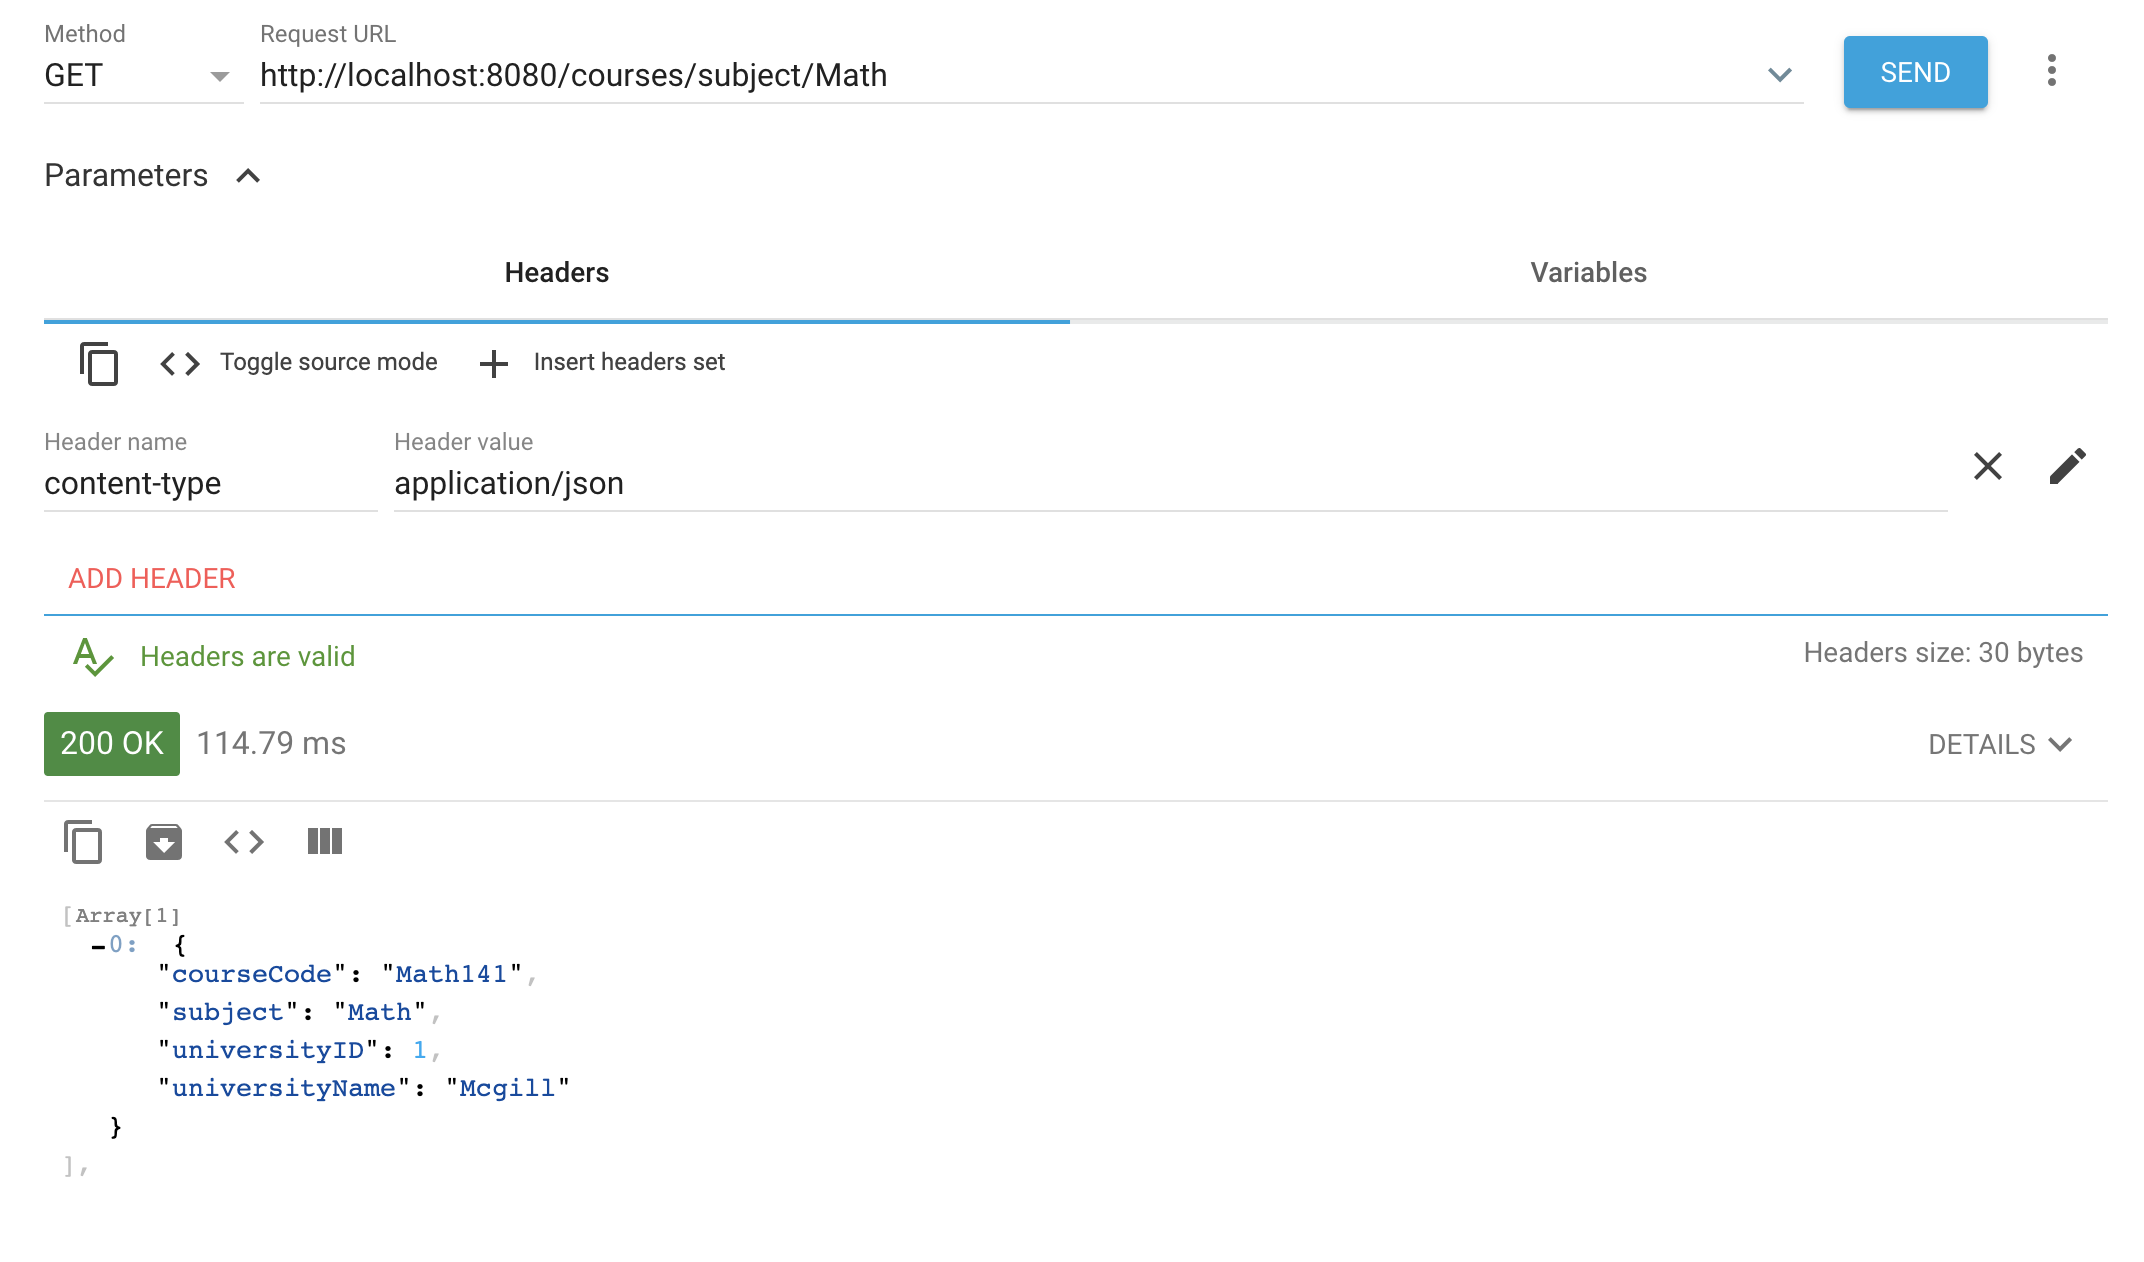 Method
Request URL
GET
http://localhost:8080/courses/subject/Math
SEND
Parameters
Headers
Variables
Toggle source mode
Insert headers set
Header name
Header value
content-type
application/json
ADD HEADER
Headers are valid
Headers size: 30 bytes
200 OK
114.79 ms
DETAILS
[Array[1]
-0: {
"courseCode": "Math141",
"subject": "Math",
"universityID": 1,
"universityName": "Mcgill"
}
],